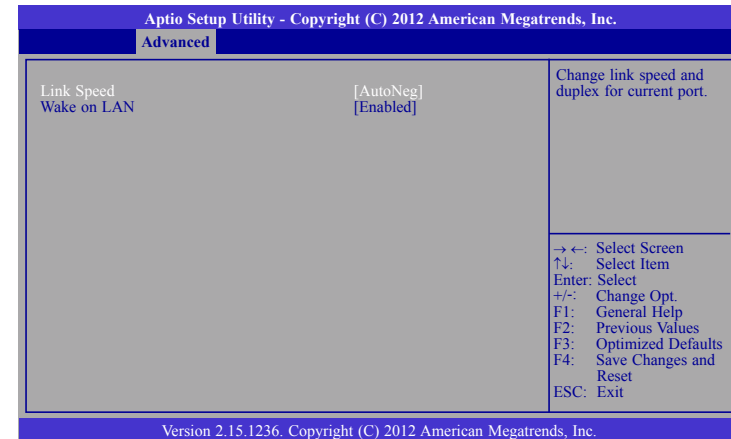 Aptio Setup Utility - Copyright (C) 2012 American Megatrends, Inc.
Advanced
Link Speed [AutoNeg]
Wake on LAN [Enabled]
Change link speed and
duplex for current port.
→ ←: Select Screen
↑↓: Select Item
Enter: Select
+/-: Change Opt.
F1: General Help
F2: Previous Values
F3: Optimized Defaults
F4: Save Changes and
Reset
ESC: Exit
Version 2.15.1236. Copyright (C) 2012 American Megatrends, Inc.